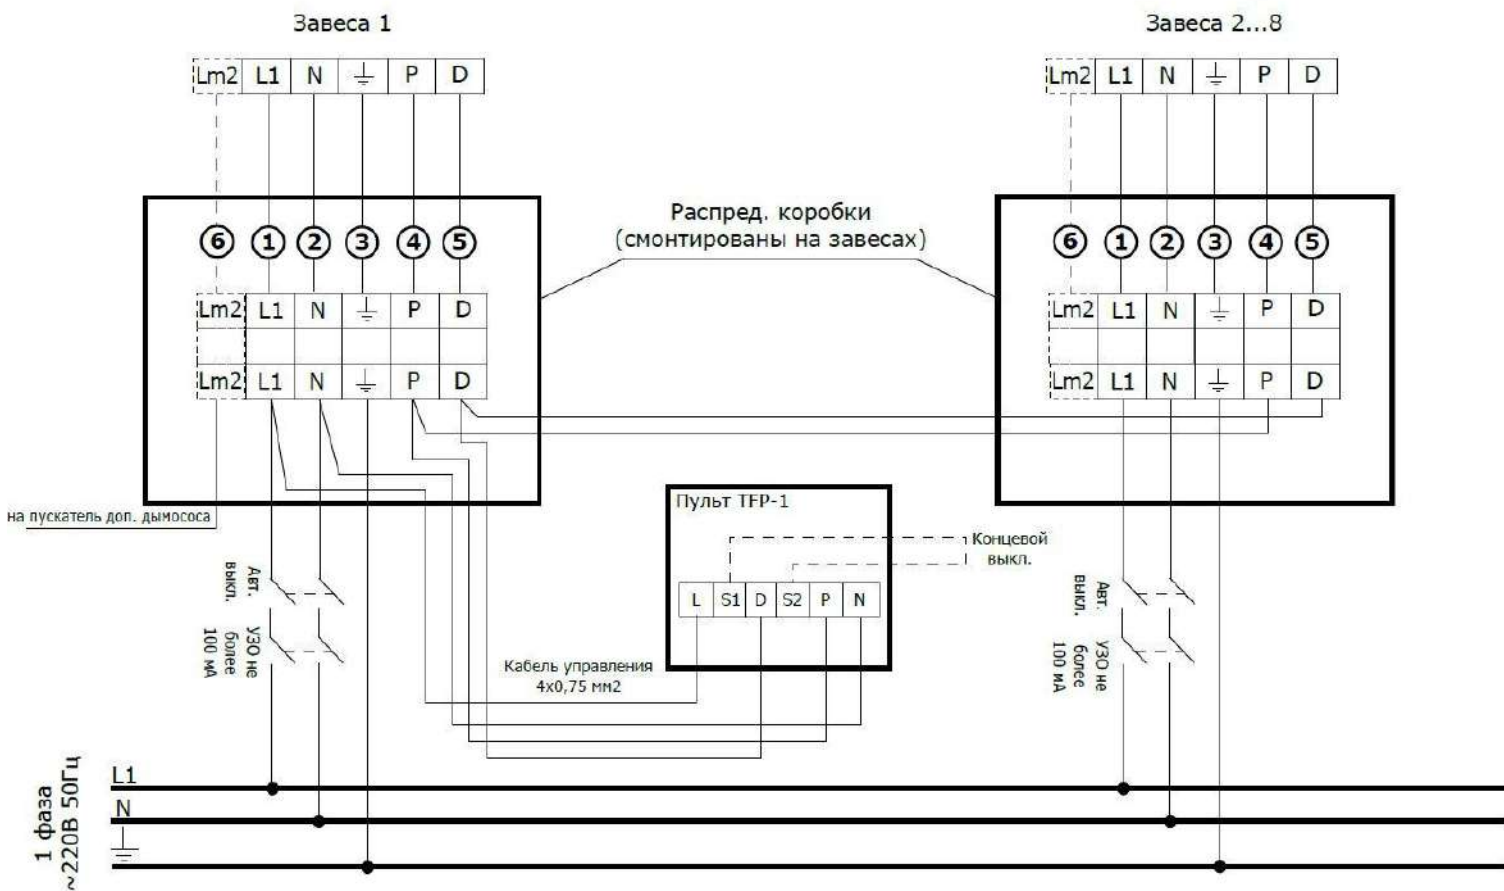 Завеса 1
Завеса 2...8
Lm2 L1 N P D
Lm2 L1 N P D
Распред. коробки
(смонтированы на завесах)
6 1 2 3 4 5
6 1 2 3 4 5
Lm2 L1 N P D
Lm2 L1 N P D
Lm2 L1 N P D
Lm2 L1 N P D
на пускатель доп. дымососа
Пульт TFP-1
Концевой
выкл.
L S1 D S2 P N
Авт.
выкл.
УЗО не
более
100 мА
Авт.
выкл.
УЗО не
более
100 мА
Кабель управления
4x0,75 мм2
1 фаза
~220В 50Гц
L1
N